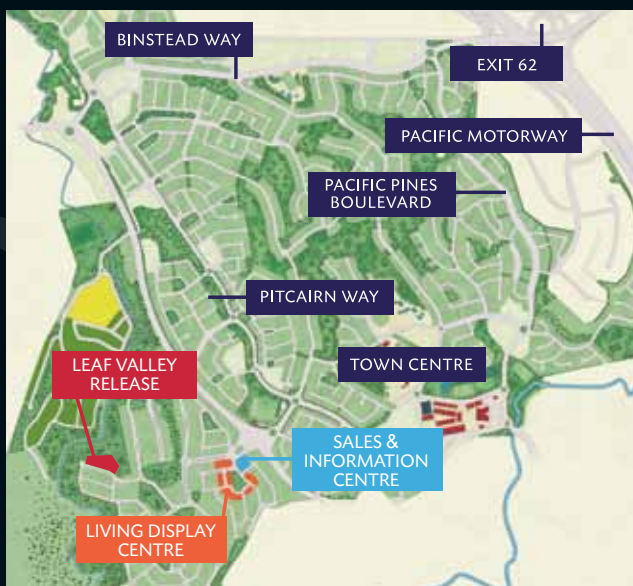 BINSTEAD WAY
EXIT 62
PACIFIC MOTORWAY
PACIFIC PINES
BOULEVARD
PITCAIRN WAY
TOWN CENTRE
LEAF VALLEY
RELEASE
SALES &
INFORMATION
CENTRE
LIVING DISPLAY
CENTRE